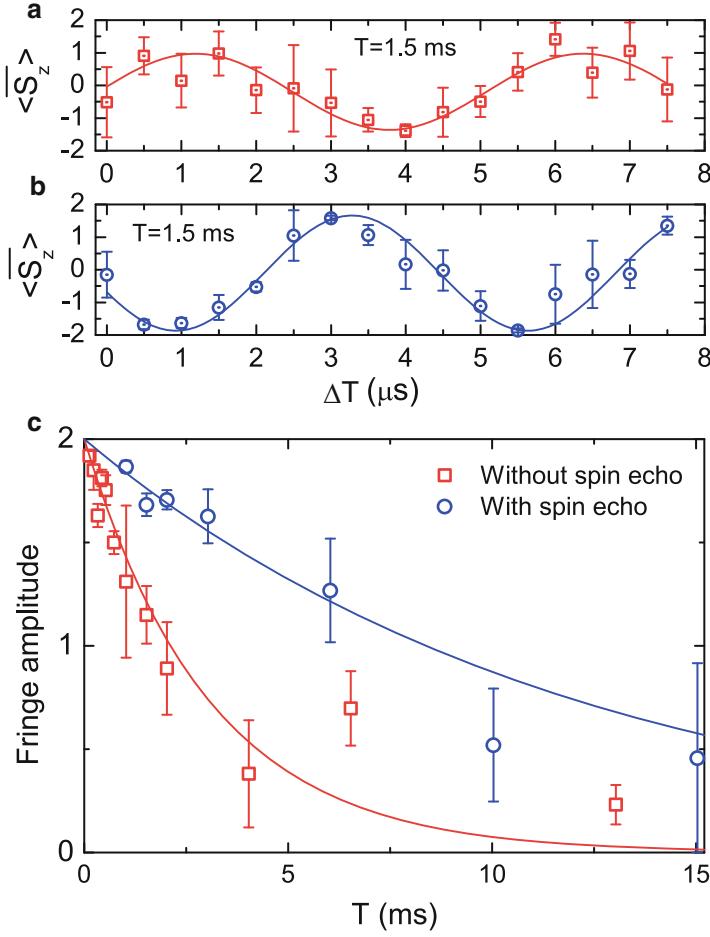 a
T=1.5 ms
<S̅z̅>
2
1
0
-1
-2
0 1 2 3 4 5 6 7 8
b
T=1.5 ms
<S̅z̅>
2
1
0
-1
-2
0 1 2 3 4 5 6 7 8
ΔT (μs)
c
Without spin echo
With spin echo
Fringe amplitude
2
1
0
0 5 10 15
T (ms)